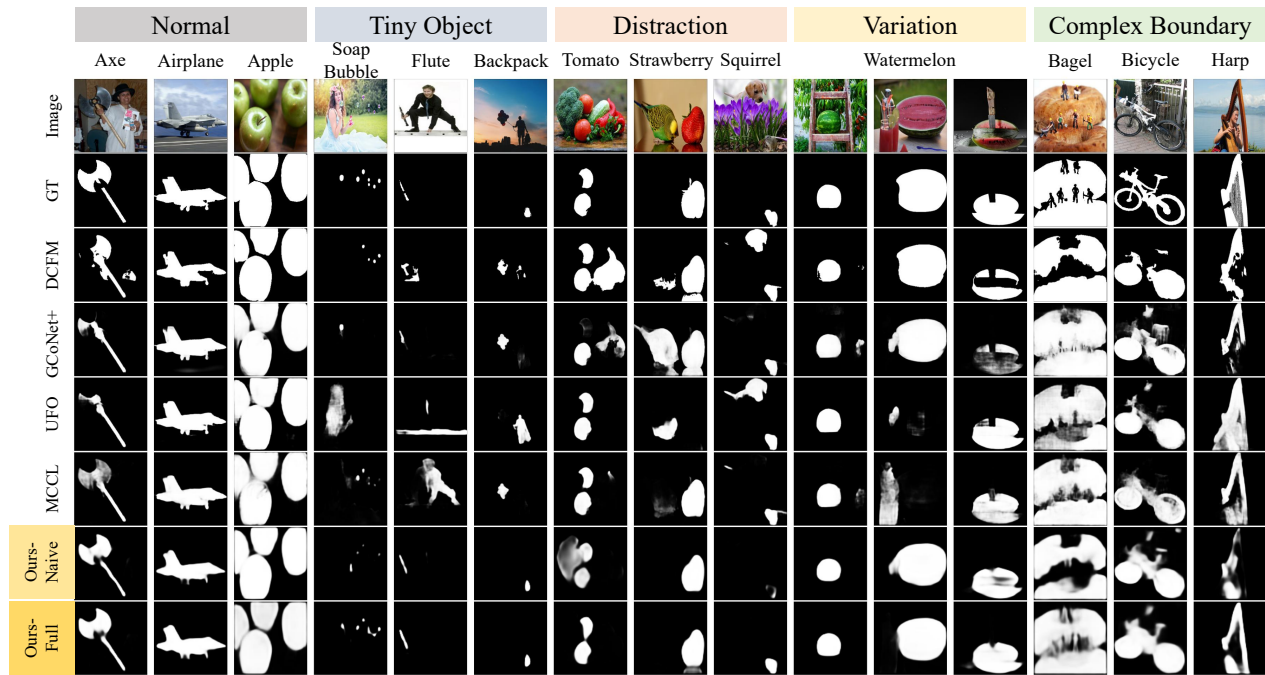 Normal
Tiny Object
Distraction
Variation
Complex Boundary
Axe
Airplane
Apple
Soap
Bubble
Flute
Backpack
Tomato
Strawberry
Squirrel
Watermelon
Bagel
Bicycle
Harp
Image
GT
DCFM
GCoNet+
UFO
MCCL
Ours-
Naive
Ours-
Full